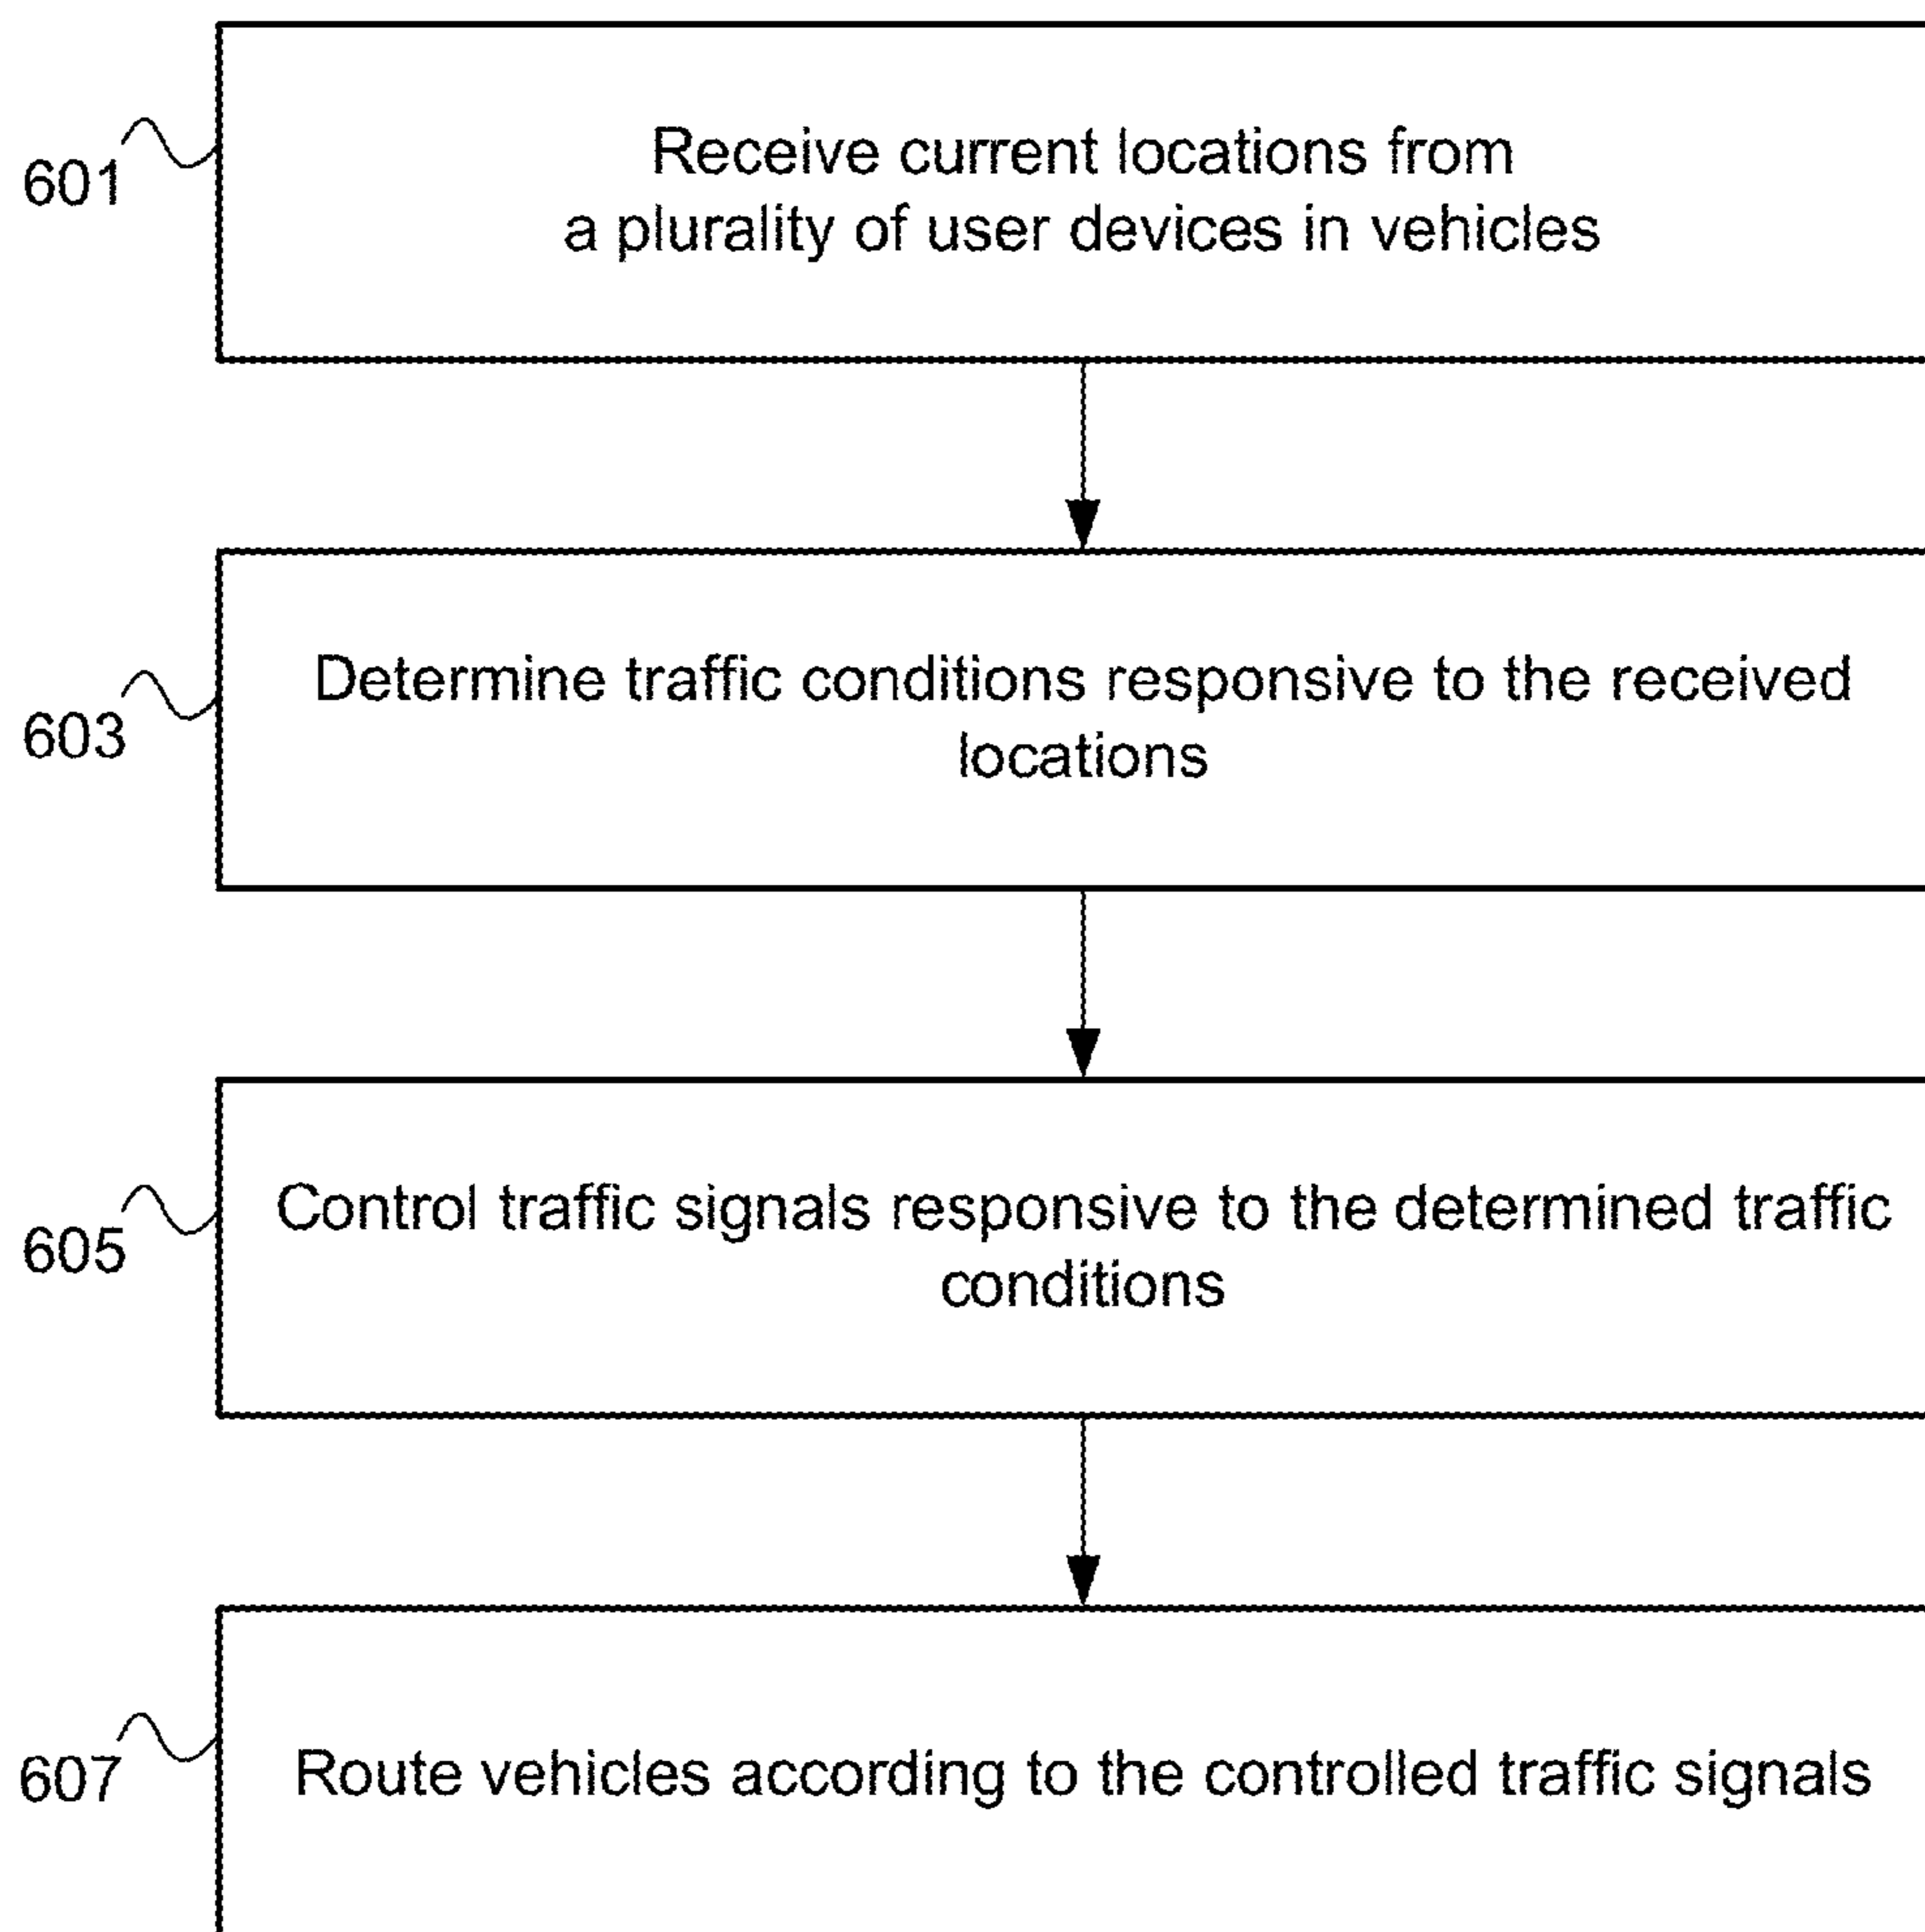 601
Receive current locations from
a plurality of user devices in vehicles
603
Determine traffic conditions responsive to the received
locations
605
Control traffic signals responsive to the determined traffic
conditions
607
Route vehicles according to the controlled traffic signals